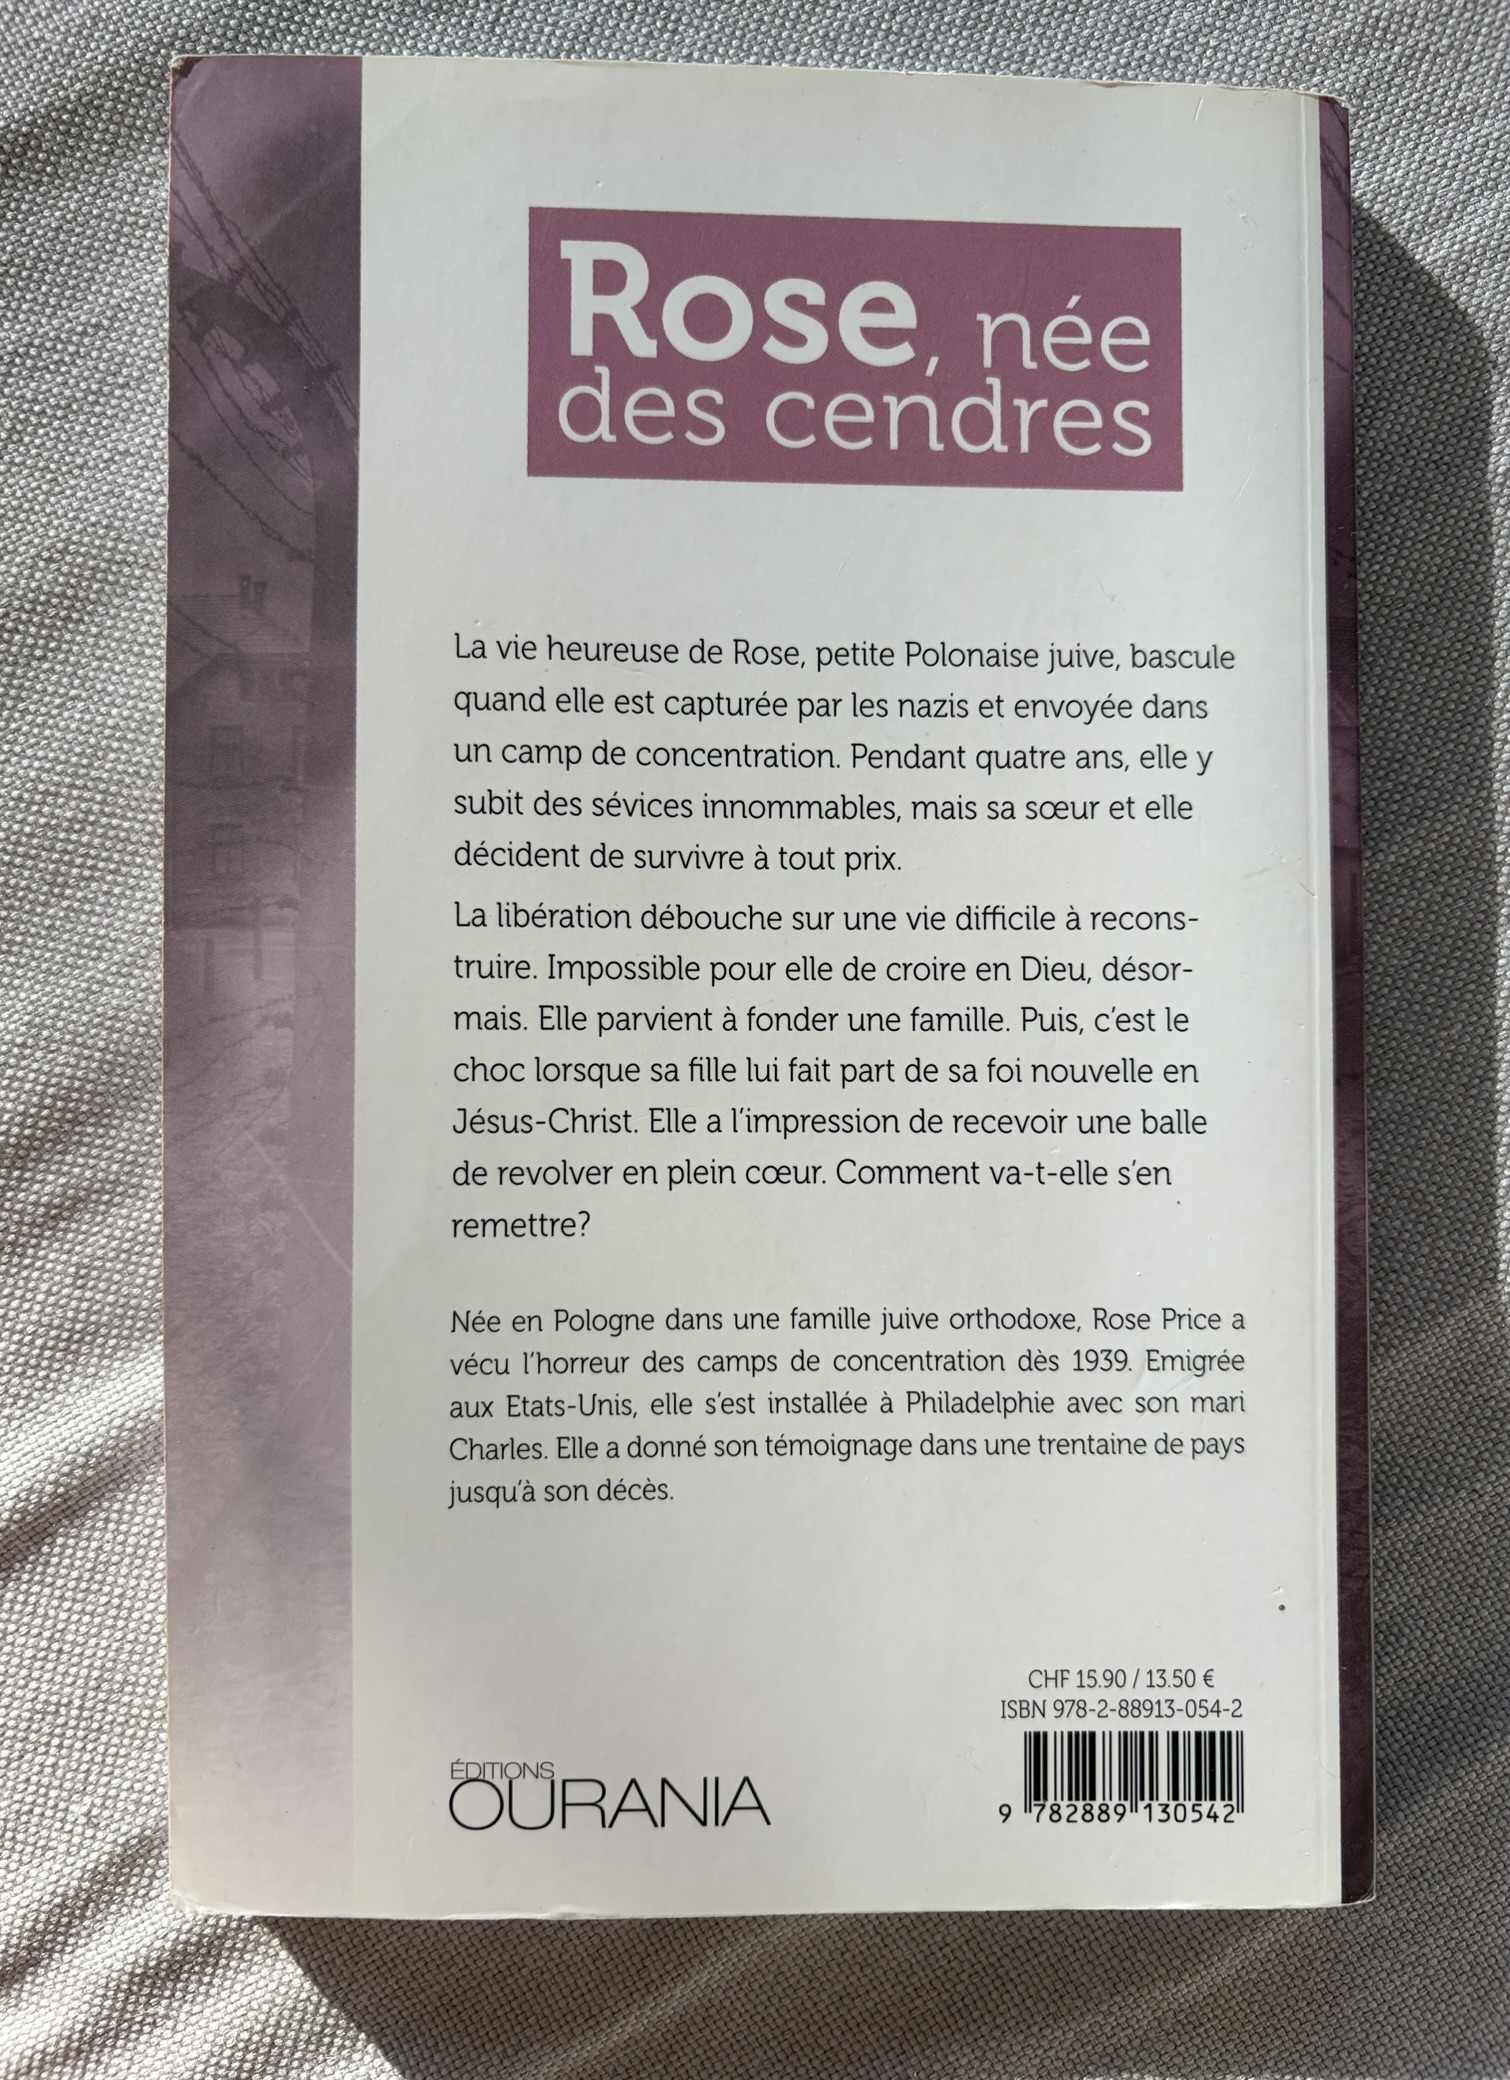 Rose, née
des cendres
La vie heureuse de Rose, petite Polonaise juive, bascule
quand elle est capturée par les nazis et envoyée dans
un camp de concentration. Pendant quatre ans, elle y
subit des sévices innommables, mais sa sœur et elle
décident de survivre à tout prix.
La libération débouche sur une vie difficile à recons-
truire. Impossible pour elle de croire en Dieu, désor-
mais. Elle parvient à fonder une famille. Puis, c'est le
choc lorsque sa fille lui fait part de sa foi nouvelle en
Jésus-Christ. Elle a l'impression de recevoir une balle
de revolver en plein cœur. Comment va-t-elle s'en
remettre?
Née en Pologne dans une famille juive orthodoxe, Rose Price a
vécu l'horreur des camps de concentration dès 1939. Emigrée
aux Etats-Unis, elle s'est installée à Philadelphie avec son mari
Charles. Elle a donné son témoignage dans une trentaine de pays
jusqu'à son décès.
CHF 15.90 / 13.50 €
ISBN 978-2-88913-054-2
ÉDITIONS
OURANIA
9 782889 130542